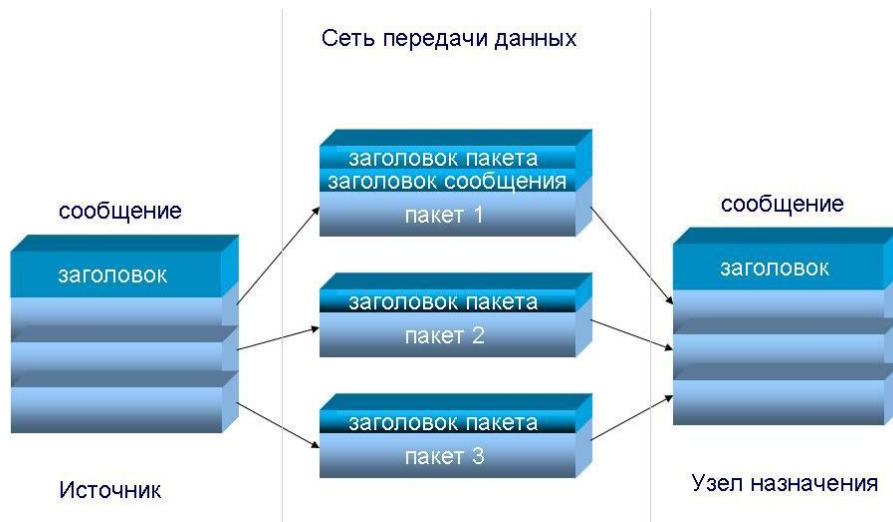 Сеть передачи данных
сообщение
заголовок
Источник
заголовок пакета
заголовок сообщения
пакет 1
заголовок пакета
пакет 2
заголовок пакета
пакет 3
сообщение
заголовок
Узел назначения